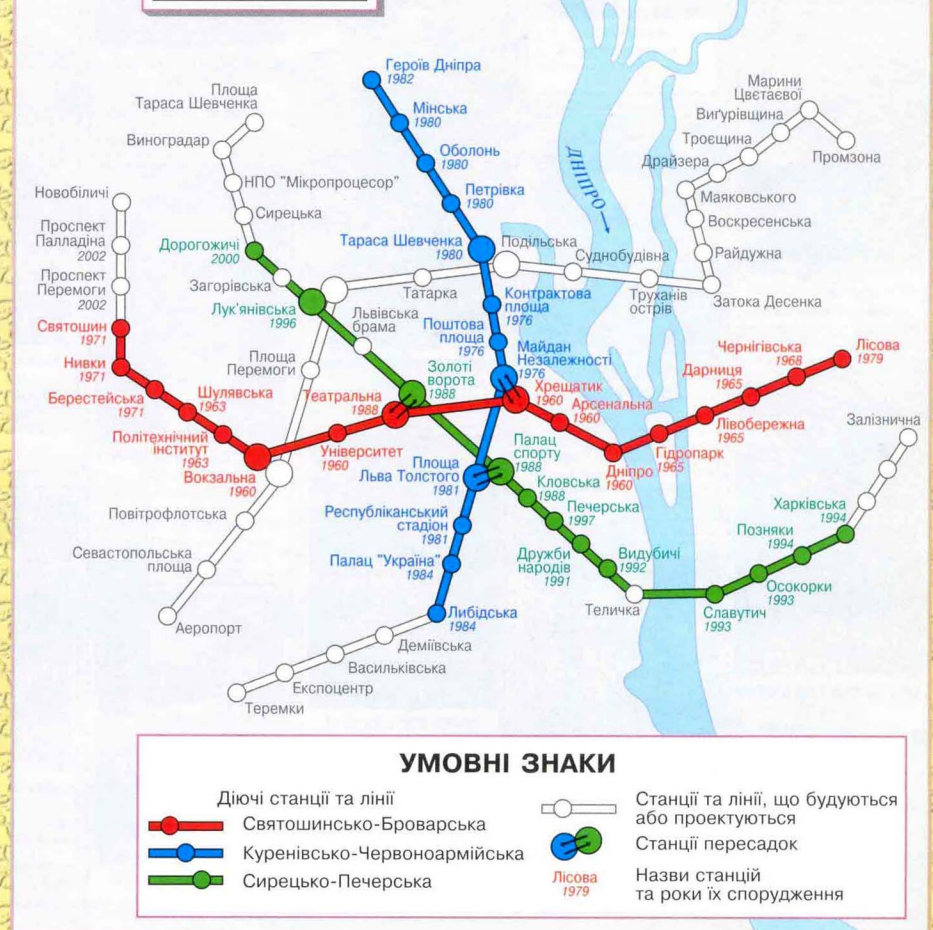 Героїв Дніпра
1982
Мінська
1980
Оболонь
1980
Петрівка
1980
Тараса Шевченка
1980
Контрактова
площа
1976
Поштова
площа
1976
Майдан
Незалежності
1976
Площа
Льва Толстого
1981
Республіканський
стадіон
1981
Палац "Україна"
1984
Либідська
1984
Деміївська
Васильківська
Експоцентр
Теремки
Площа
Тараса Шевченка
Виноградар
НПО "Мікропроцесор"
Сирецька
Дорогожичі
2000
Загорівська
Лук'янівська
1996
Львівська
брама
Золоті
ворота
1988
Палац
спорту
1988
Кловська
1988
Печерська
1997
Дружби
народів
1991
Видубичі
1992
Теличка
Славутич
1993
Осокорки
1993
Позняки
1994
Харківська
1994
Залізнична
Новобіличі
Проспект
Палладіна
2002
Проспект
Перемоги
2002
Святошин
1971
Нивки
1971
Берестейська
1971
Шулявська
1963
Політехнічний
інститут
1963
Вокзальна
1960
Університет
1960
Театральна
1988
Хрещатик
1960
Арсенальна
1960
Дніпро
1960
Гідропарк
1965
Лівобережна
1965
Дарниця
1965
Чернігівська
1968
Лісова
1979
Марини
Цвєтаєвої
Виґурівщина
Троєщина
Драйзера
Промзона
Маяковського
Воскресенська
Райдужна
Затока Десенка
Труханів
острів
Суднобудівна
Подільська
Татарка
Площа
Перемоги
Повітрофлотська
Севастопольська
площа
Аеропорт
ДНІПРО
УМОВНІ ЗНАКИ
Діючі станції та лінії
Святошинсько-Броварська
Куренівсько-Червоноармійська
Сирецько-Печерська
Станції та лінії, що будуються
або проектуються
Станції пересадок
Лісова
1979
Назви станцій
та роки їх спорудження